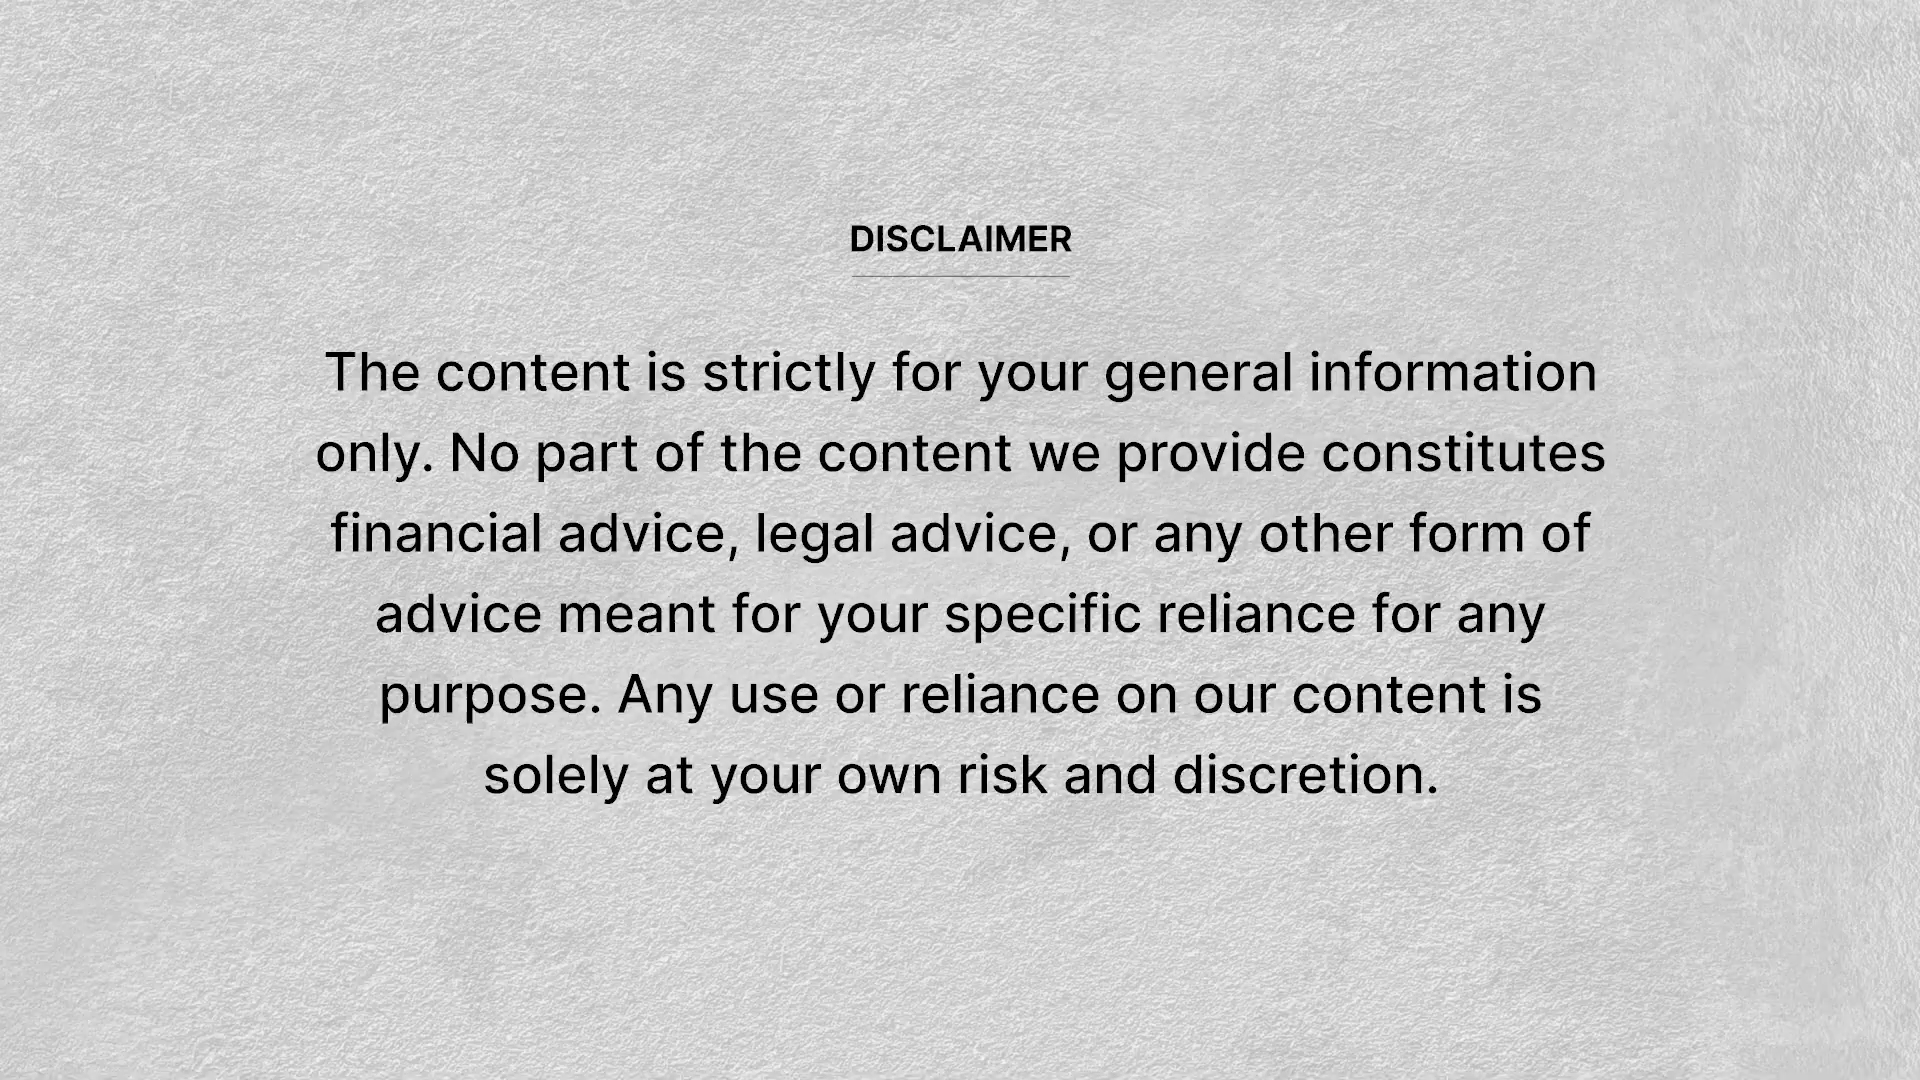 DISCLAIMER
The content is strictly for your general information
only. No part of the content we provide constitutes
financial advice, legal advice, or any other form of
advice meant for your specific reliance for any
purpose. Any use or reliance on our content is
solely at your own risk and discretion.